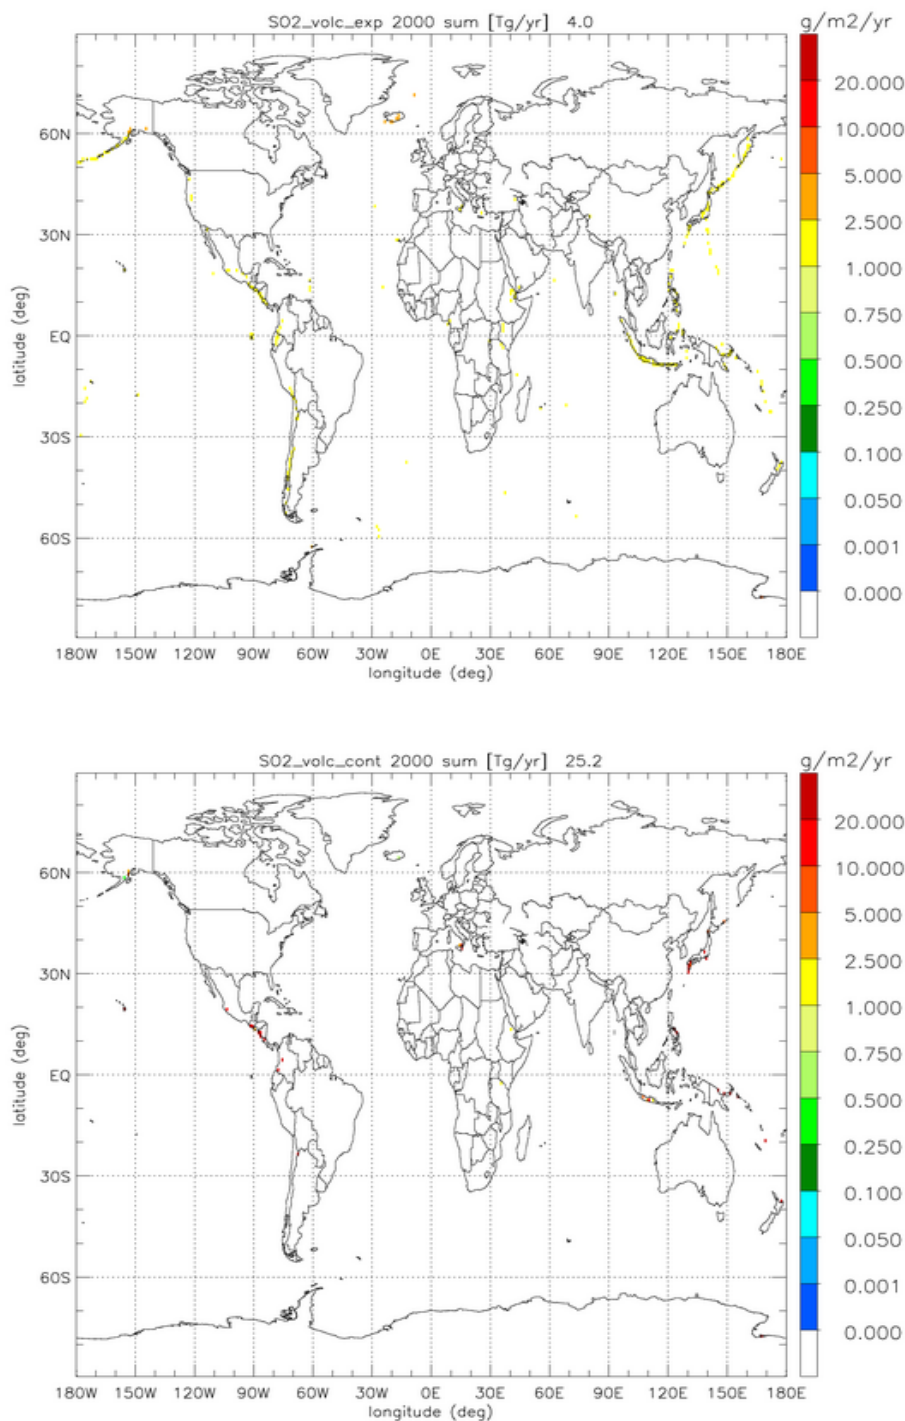 SO2_volc_exp 2000 sum [Tg/yr] 4.0
g/m2/yr
20.000
10.000
5.000
2.500
1.000
0.750
0.500
0.250
0.100
0.050
0.001
0.000
60N
30N
EQ
30S
60S
latitude (deg)
180W 150W 120W 90W 60W 30W 0E 30E 60E 90E 120E 150E 180E
longitude (deg)
SO2_volc_cont 2000 sum [Tg/yr] 25.2
g/m2/yr
20.000
10.000
5.000
2.500
1.000
0.750
0.500
0.250
0.100
0.050
0.001
0.000
60N
30N
EQ
30S
60S
latitude (deg)
180W 150W 120W 90W 60W 30W 0E 30E 60E 90E 120E 150E 180E
longitude (deg)